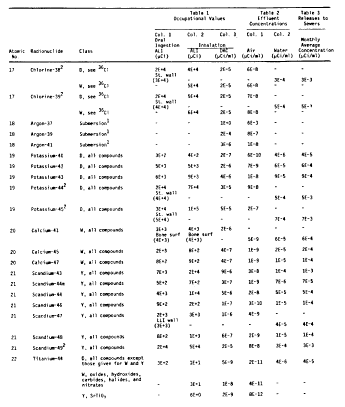 Table 1
Occupational Values
Table 2
Effluent
Concentrations
Table 3
Releases to
Sewers
Col. 1 Col. 2 Col. 3 Col. 1 Col. 2
Oral
Ingestion Inhalation
Monthly
Average
Concentration
Atomic No Radionuclide Class ALI (µCi) ALI (µCi) DAC (µCi/ml) Air (µCi/ml) Water (µCi/ml) (µCi/ml)
17 Chlorine-38² D, see ³⁶Cl 2E+4 4E+4 2E-5 6E-8 - -
St. wall
(3E+4) - - - 3E-4 3E-3
W, see ³⁶Cl - 5E+4 2E-5 6E-8 - -
17 Chlorine-39² D, see ³⁶Cl 2E+4 5E+4 2E-5 7E-8 - -
St. wall
(4E+4) - - - 5E-4 5E-3
W, see ³⁶Cl - 6E+4 2E-5 8E-8 - -
18 Argon-37 Submersion¹ - - 1E+0 6E-3 - -
18 Argon-39 Submersion¹ - - 2E-4 8E-7 - -
18 Argon-41 Submersion¹ - - 3E-6 1E-8 - -
19 Potassium-40 D, all compounds 3E+2 4E+2 2E-7 6E-10 4E-6 4E-5
19 Potassium-42 D, all compounds 5E+3 5E+3 2E-6 7E-9 6E-5 6E-4
19 Potassium-43 D, all compounds 6E+3 9E+3 4E-6 1E-8 9E-5 9E-4
19 Potassium-44² D, all compounds 2E+4 7E+4 3E-5 9E-8 - -
St. wall
(4E+4) - - - 5E-4 5E-3
19 Potassium-45² D, all compounds 3E+4 1E+5 5E-5 2E-7 - -
St. wall
(5E+4) - - - 7E-4 7E-3
20 Calcium-41 W, all compounds 3E+3 4E+3 2E-6 - - -
Bone surf Bone surf
(4E+3) (4E+3) - 5E-9 6E-5 6E-4
20 Calcium-45 W, all compounds 2E+3 8E+2 4E-7 1E-9 2E-5 2E-4
20 Calcium-47 W, all compounds 8E+2 9E+2 4E-7 1E-9 1E-5 1E-4
21 Scandium-43 Y, all compounds 7E+3 2E+4 9E-6 3E-8 1E-4 1E-3
21 Scandium-44m Y, all compounds 5E+2 7E+2 3E-7 1E-9 7E-6 7E-5
21 Scandium-44 Y, all compounds 4E+3 1E+4 5E-6 2E-8 5E-5 5E-4
21 Scandium-46 Y, all compounds 9E+2 2E+2 1E-7 3E-10 1E-5 1E-4
21 Scandium-47 Y, all compounds 2E+3 3E+3 1E-6 4E-9 - -
LLI wall
(3E+3) - - - 4E-5 4E-4
21 Scandium-48 Y, all compounds 8E+2 1E+3 6E-7 2E-9 1E-5 1E-4
21 Scandium-49² Y, all compounds 2E+4 5E+4 2E-5 8E-8 3E-4 3E-3
22 Titanium-44 D, all compounds except
those given for W and Y 3E+2 1E+1 5E-9 2E-11 4E-6 4E-5
W, oxides, hydroxides,
carbides, halides, and
nitrates - 3E+1 1E-8 4E-11 - -
Y, SrTiO₃ - 6E+0 2E-9 8E-12 - -